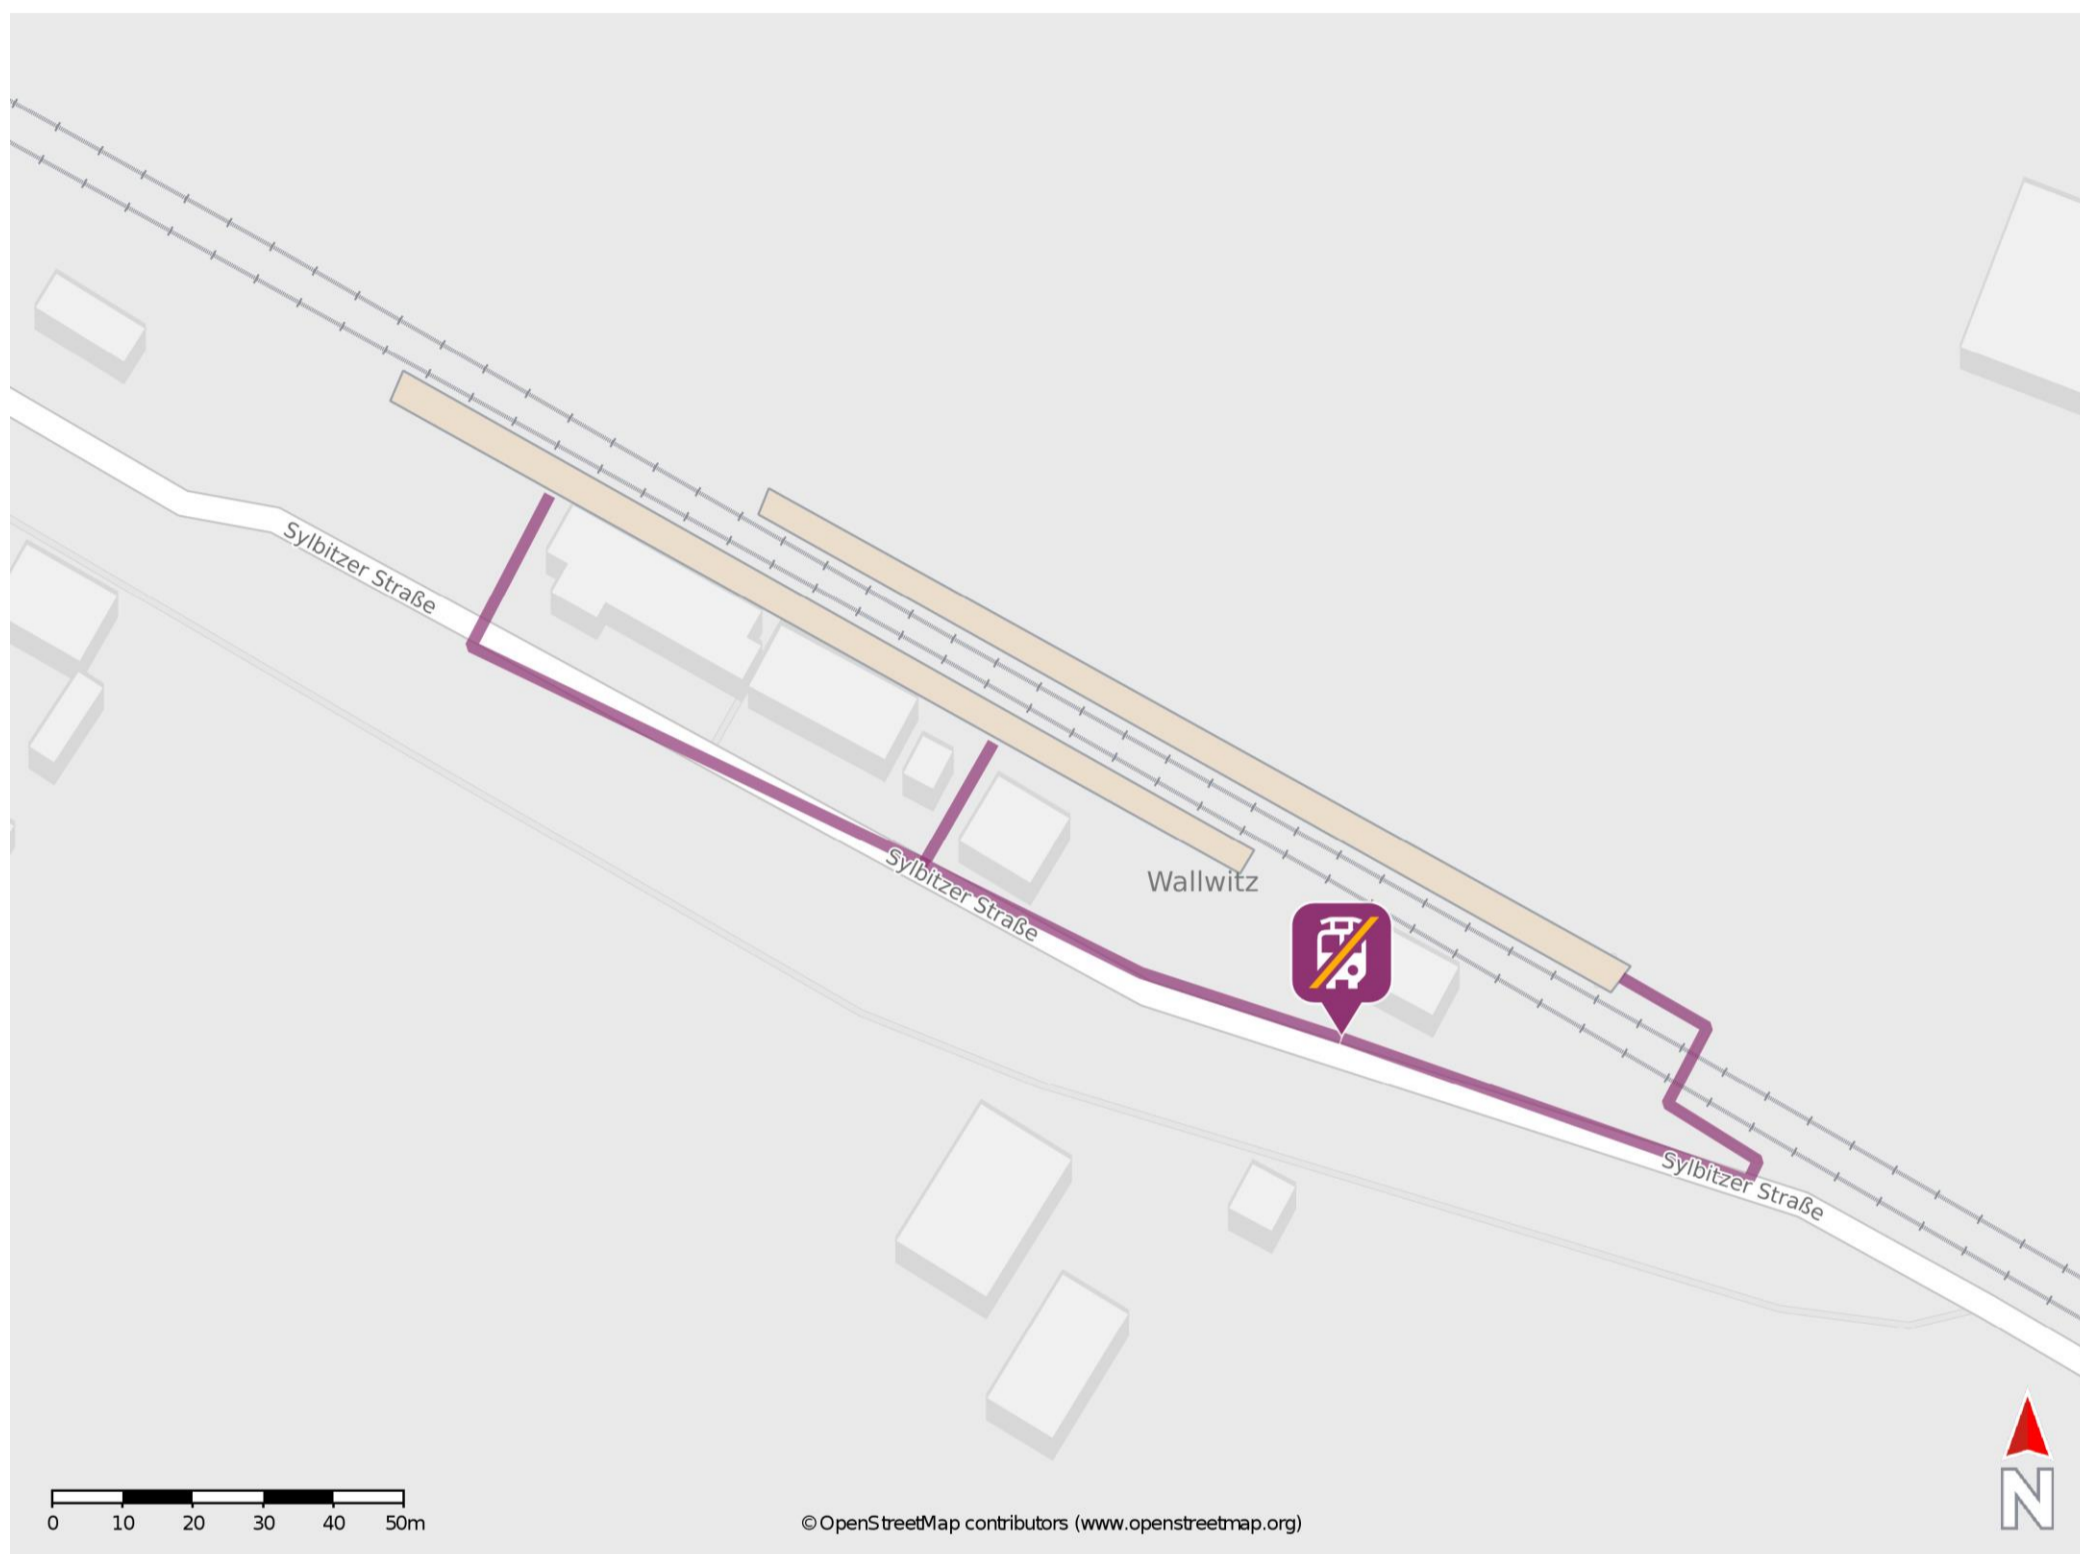 Sylbitzer Straße
Sylbitzer Straße
Wallwitz
Sylbitzer Straße
0 10 20 30 40 50m
©OpenStreetMap contributors (www.openstreetmap.org)
N